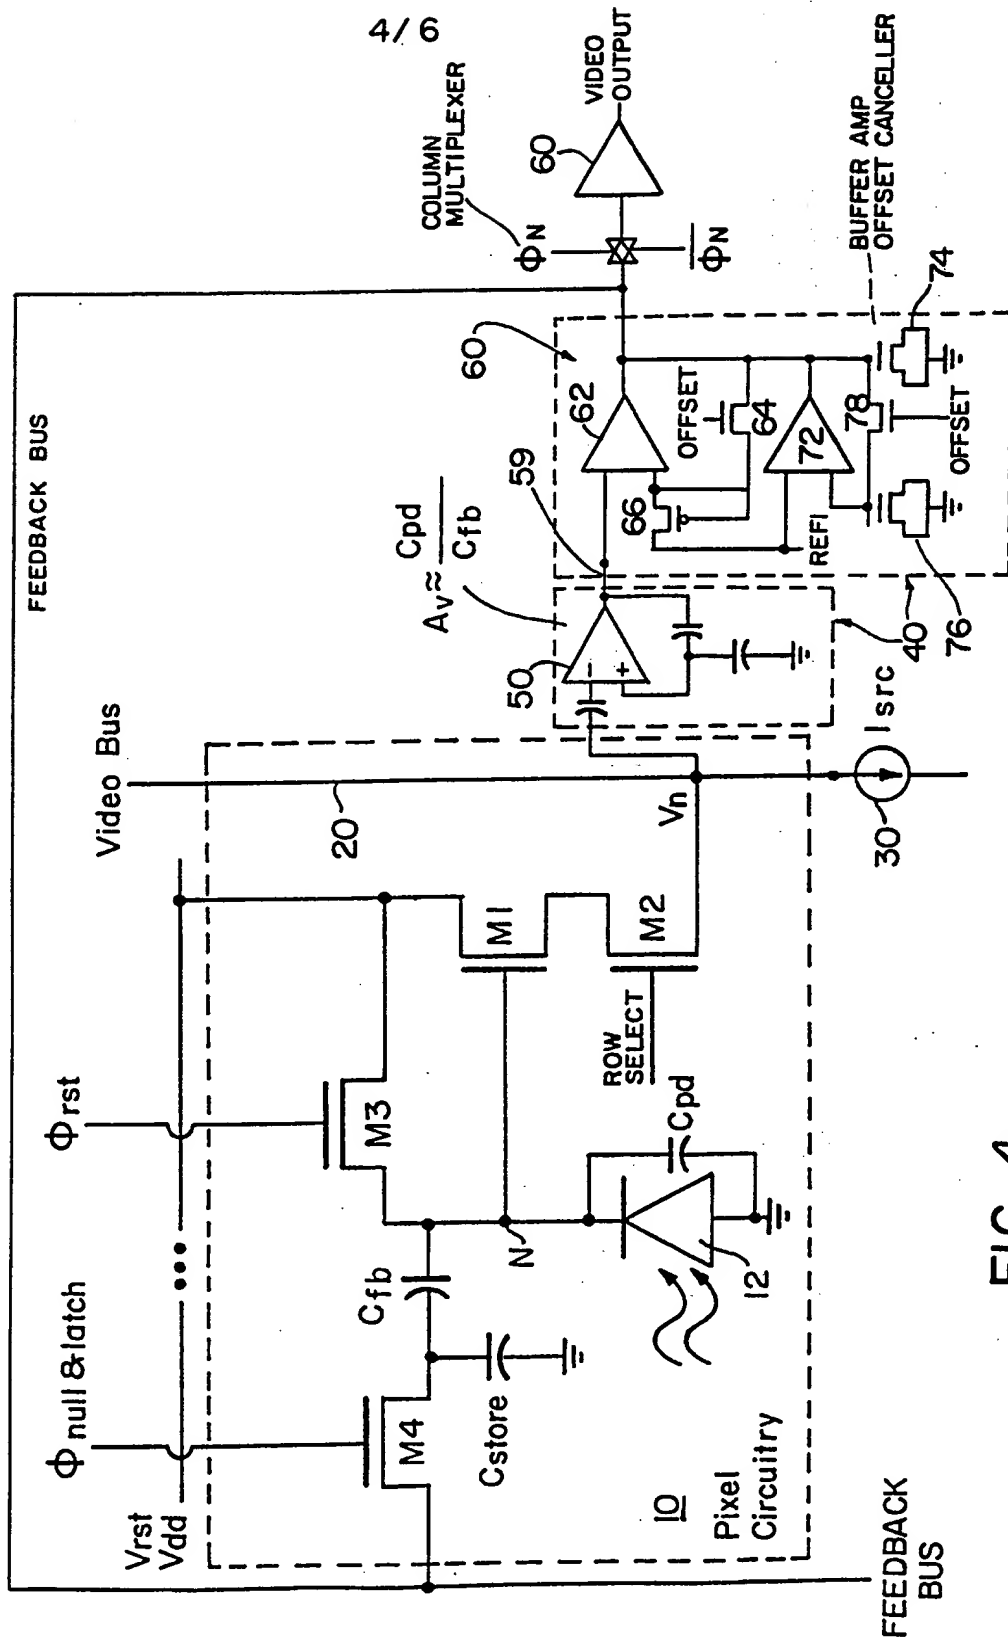 4/6
FEEDBACK BUS
COLUMN
MULTIPLEXER
ΦN
Φ̅N̅
60
VIDEO
OUTPUT
BUFFER AMP
OFFSET CANCELLER
60
62
OFFSET
64
66
72
78
74
76
REF1
OFFSET
59
Av≈ Cpd
Cfb
50
-
+
40
Video Bus
20
Vn
30
Isrc
Φrst
Φnull&latch
Vrst
Vdd
M3
M1
M2
ROW
SELECT
Cfb
N
Cpd
12
M4
Cstore
10
Pixel
Circuitry
FEEDBACK
BUS
FIG. 4